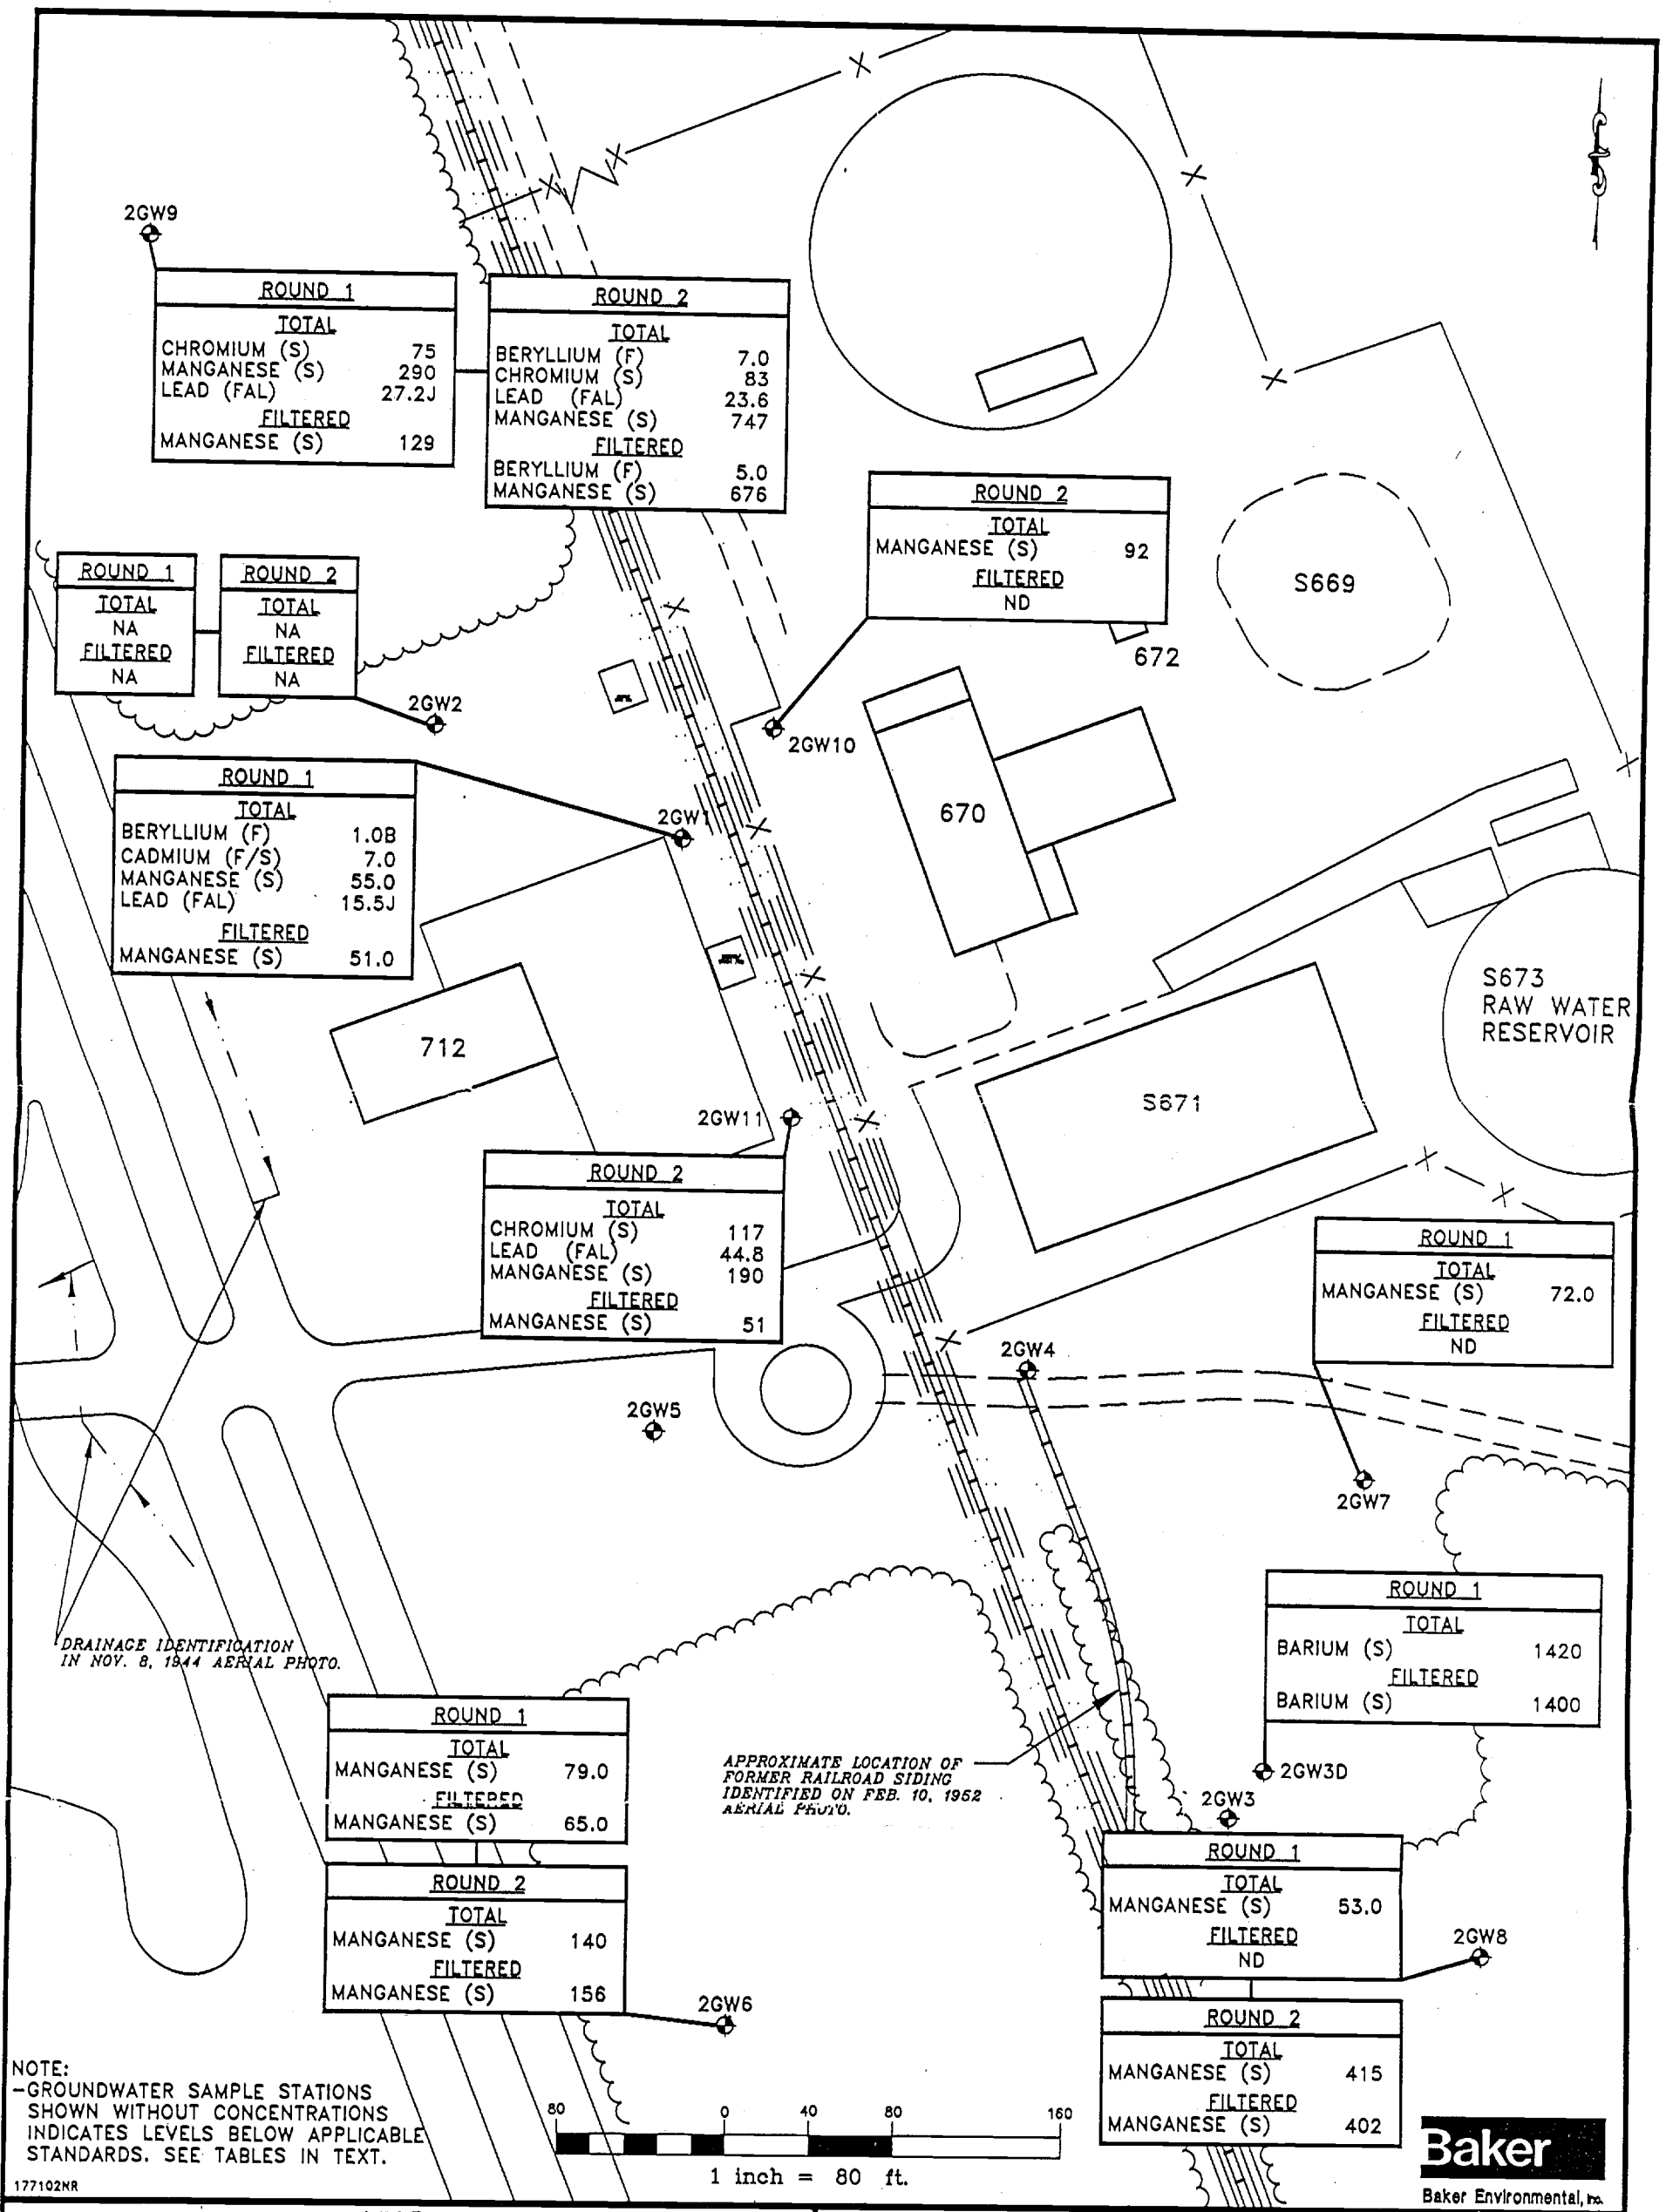 2GW9
ROUND 1
TOTAL
CHROMIUM (S) 75
MANGANESE (S) 290
LEAD (FAL) 27.2J
FILTERED
MANGANESE (S) 129
ROUND 2
TOTAL
BERYLLIUM (F) 7.0
CHROMIUM (S) 83
LEAD (FAL) 23.6
MANGANESE (S) 747
FILTERED
BERYLLIUM (F) 5.0
MANGANESE (S) 676
ROUND 2
TOTAL
MANGANESE (S) 92
FILTERED
ND
S669
672
ROUND 1
TOTAL
NA
FILTERED
NA
ROUND 2
TOTAL
NA
FILTERED
NA
2GW2
2GW10
ROUND 1
TOTAL
BERYLLIUM (F) 1.0B
CADMIUM (F/S) 7.0
MANGANESE (S) 55.0
LEAD (FAL) 15.5J
FILTERED
MANGANESE (S) 51.0
2GW1
670
S673
RAW WATER
RESERVOIR
712
2GW11
S671
ROUND 2
TOTAL
CHROMIUM (S) 117
LEAD (FAL) 44.8
MANGANESE (S) 190
FILTERED
MANGANESE (S) 51
ROUND 1
TOTAL
MANGANESE (S) 72.0
FILTERED
ND
2GW4
2GW5
2GW7
DRAINAGE IDENTIFICATION
IN NOV. 8, 1944 AERIAL PHOTO.
ROUND 1
TOTAL
BARIUM (S) 1420
FILTERED
BARIUM (S) 1400
ROUND 1
TOTAL
MANGANESE (S) 79.0
FILTERED
MANGANESE (S) 65.0
APPROXIMATE LOCATION OF
FORMER RAILROAD SIDING
IDENTIFIED ON FEB. 10, 1952
AERIAL PHOTO.
2GW3D
2GW3
ROUND 1
TOTAL
MANGANESE (S) 53.0
FILTERED
ND
ROUND 2
TOTAL
MANGANESE (S) 140
FILTERED
MANGANESE (S) 156
2GW8
2GW6
ROUND 2
TOTAL
MANGANESE (S) 415
FILTERED
MANGANESE (S) 402
NOTE:
-GROUNDWATER SAMPLE STATIONS
SHOWN WITHOUT CONCENTRATIONS
INDICATES LEVELS BELOW APPLICABLE
STANDARDS. SEE TABLES IN TEXT.
177102NR
80 0 40 80 160
1 inch = 80 ft.
Baker
Baker Environmental, Inc.